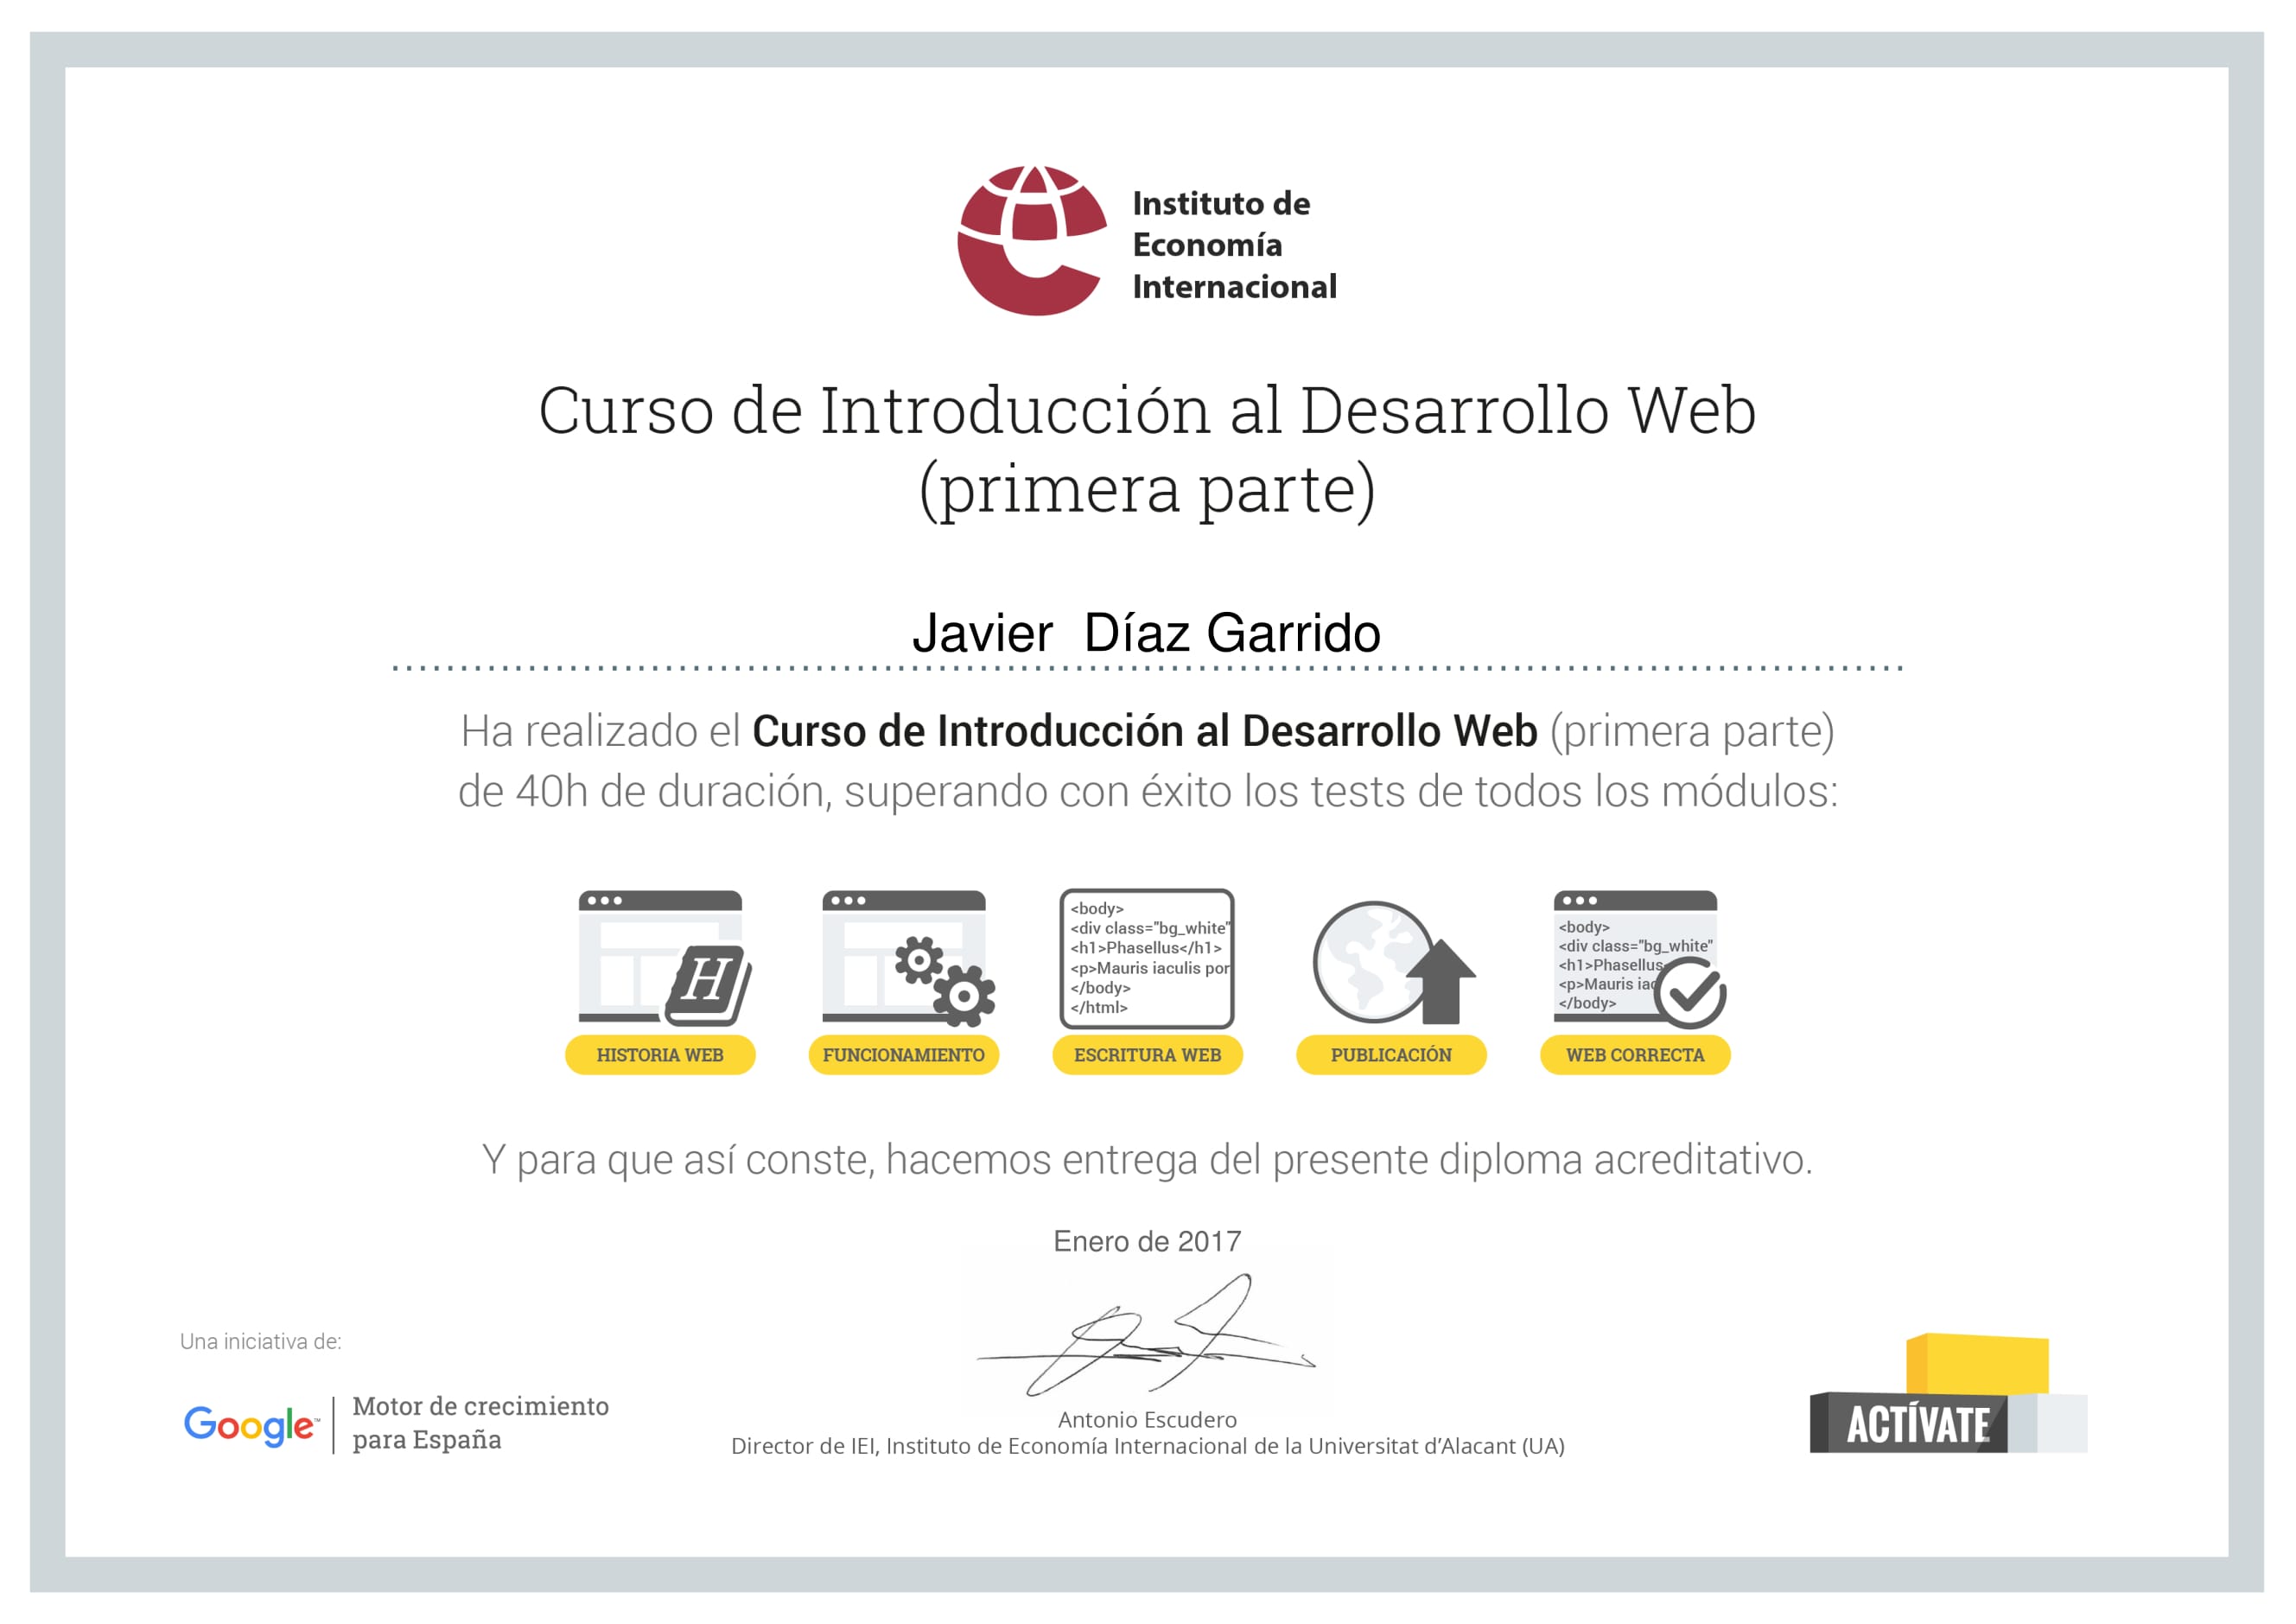 Instituto de
Economía
Internacional
Curso de Introducción al Desarrollo Web
(primera parte)
Javier Díaz Garrido
Ha realizado el Curso de Introducción al Desarrollo Web (primera parte)
de 40h de duración, superando con éxito los tests de todos los módulos:
H
<body>
<div class="bg_white"
<h1>Phasellus</h1>
<p>Mauris iaculis por
</body>
</html>
<body>
<div class="bg_white"
<h1>Phasellus
<p>Mauris iac
</body>
HISTORIA WEB
FUNCIONAMIENTO
ESCRITURA WEB
PUBLICACIÓN
WEB CORRECTA
Y para que así conste, hacemos entrega del presente diploma acreditativo.
Enero de 2017
Una iniciativa de:
Google™
Motor de crecimiento
para España
Antonio Escudero
Director de IEI, Instituto de Economía Internacional de la Universitat d’Alacant (UA)
ACTÍVATE